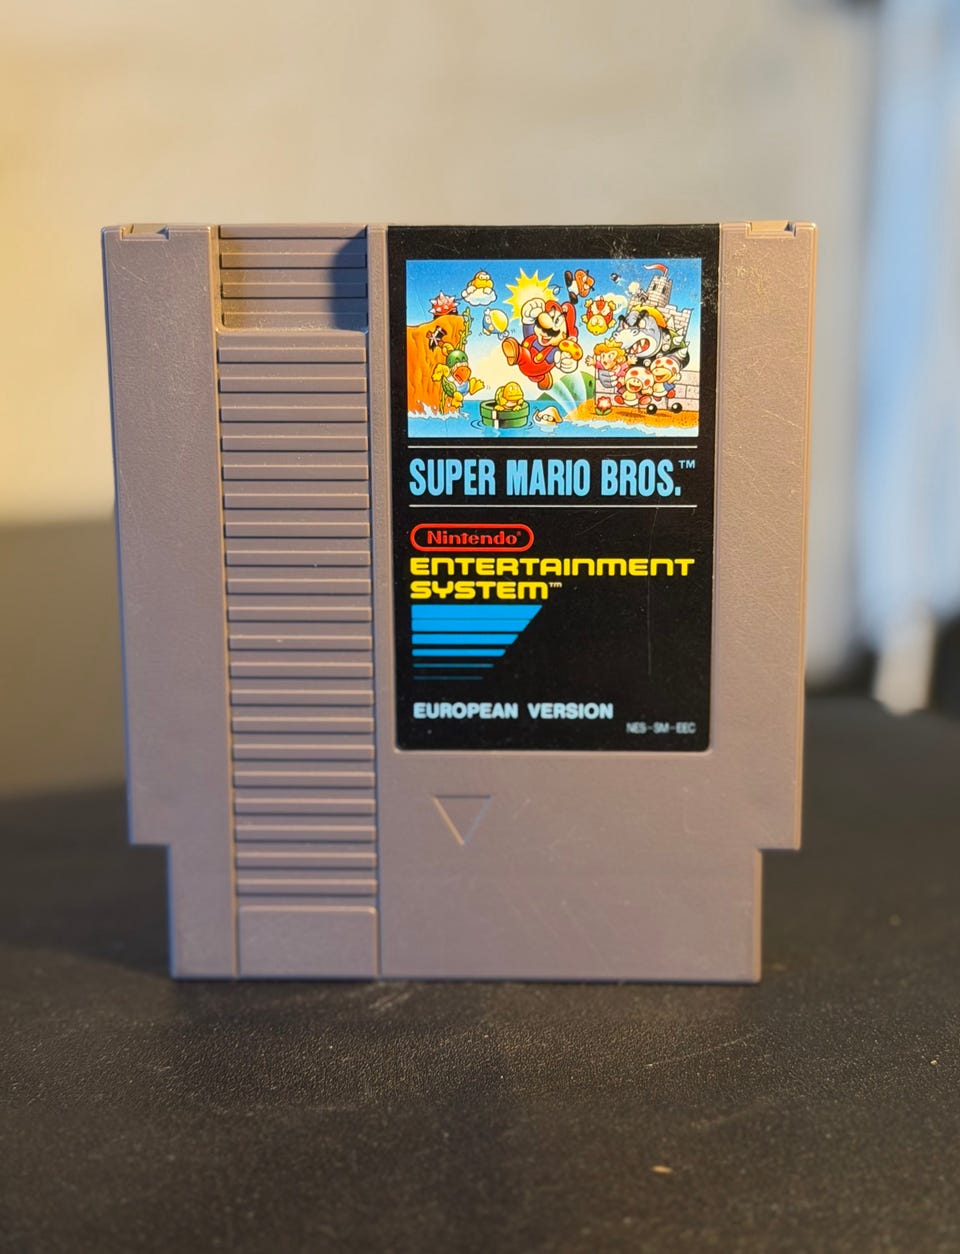 SUPER MARIO BROS.™
Nintendo®
ENTERTAINMENT
SYSTEM™
EUROPEAN VERSION
NES-SM-EEC